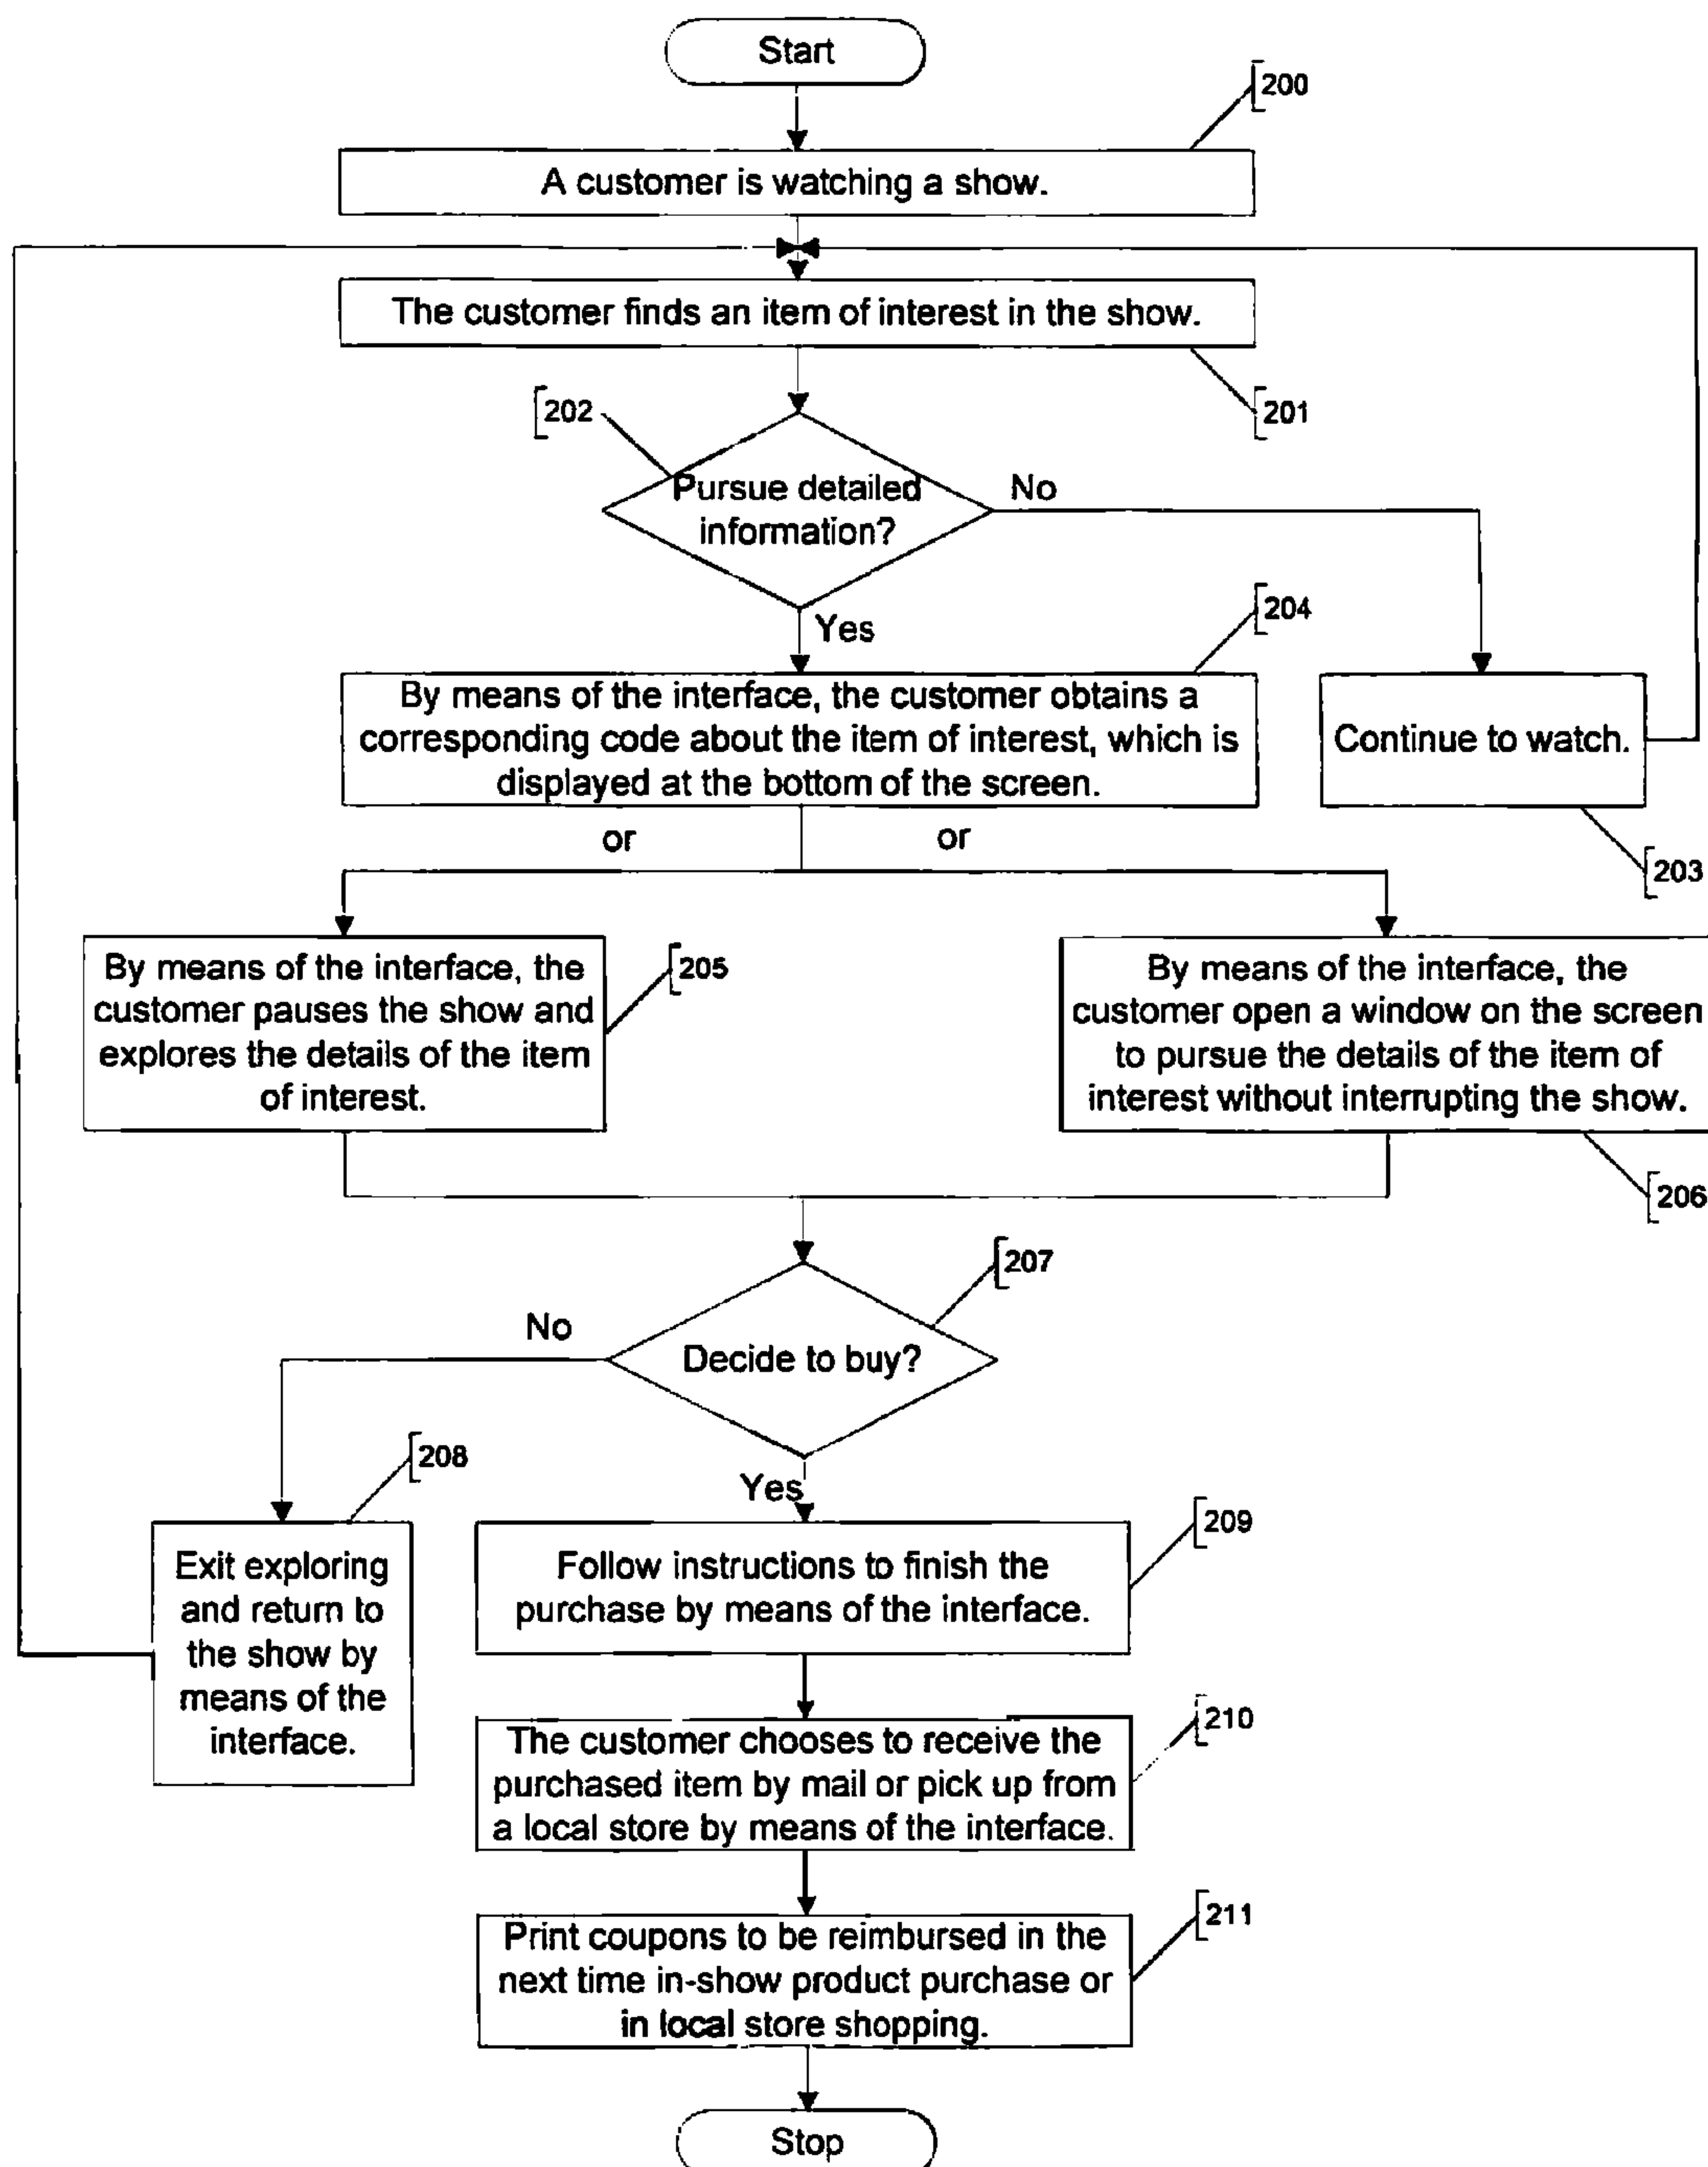 Start
200
A customer is watching a show.
The customer finds an item of interest in the show.
201
202
Pursue detailed
information?
No
Yes
204
By means of the interface, the customer obtains a
corresponding code about the item of interest, which is
displayed at the bottom of the screen.
Continue to watch.
203
or
or
By means of the interface, the
customer pauses the show and
explores the details of the item
of interest.
205
By means of the interface, the
customer open a window on the screen
to pursue the details of the item of
interest without interrupting the show.
206
207
Decide to buy?
No
Yes
208
Exit exploring
and return to
the show by
means of the
interface.
209
Follow instructions to finish the
purchase by means of the interface.
210
The customer chooses to receive the
purchased item by mail or pick up from
a local store by means of the interface.
211
Print coupons to be reimbursed in the
next time in-show product purchase or
in local store shopping.
Stop